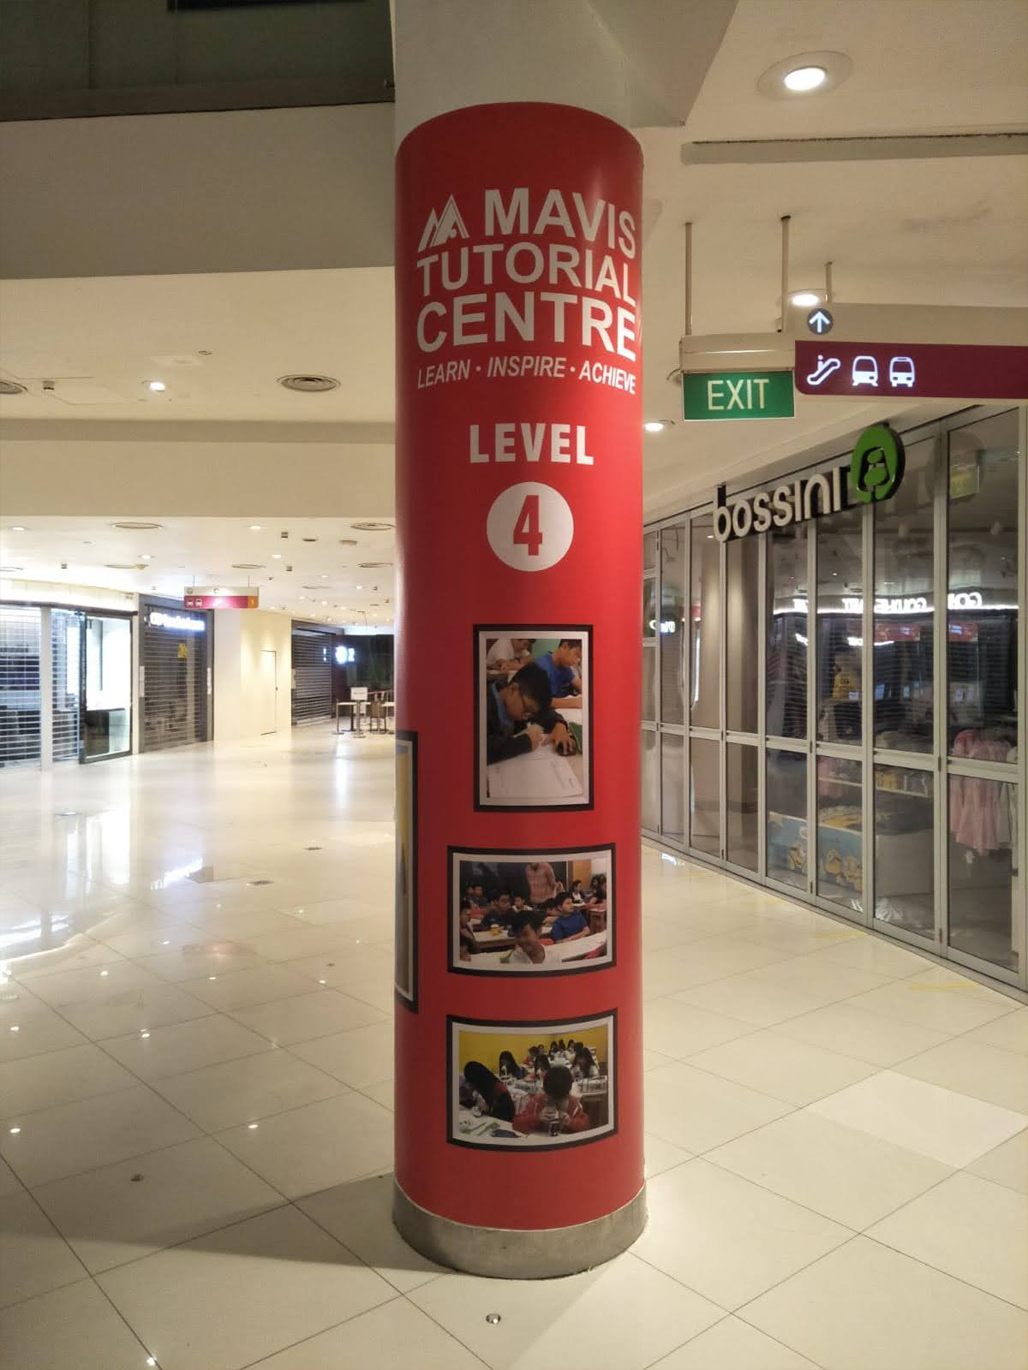 MAVIS
TUTORIAL
CENTRE
LEARN · INSPIRE · ACHIEVE
LEVEL
4
EXIT
bossini